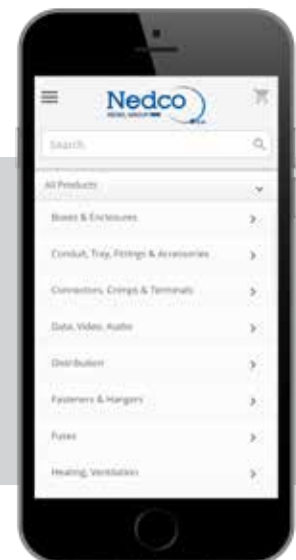 Nedco
Search
All Products
Boxes & Enclosures
Conduit, Tray, Fittings & Accessories
Connectors, Crimps & Terminals
Data, Video, Audio
Distribution
Fasteners & Hangers
Fuses
Heating, Ventilation